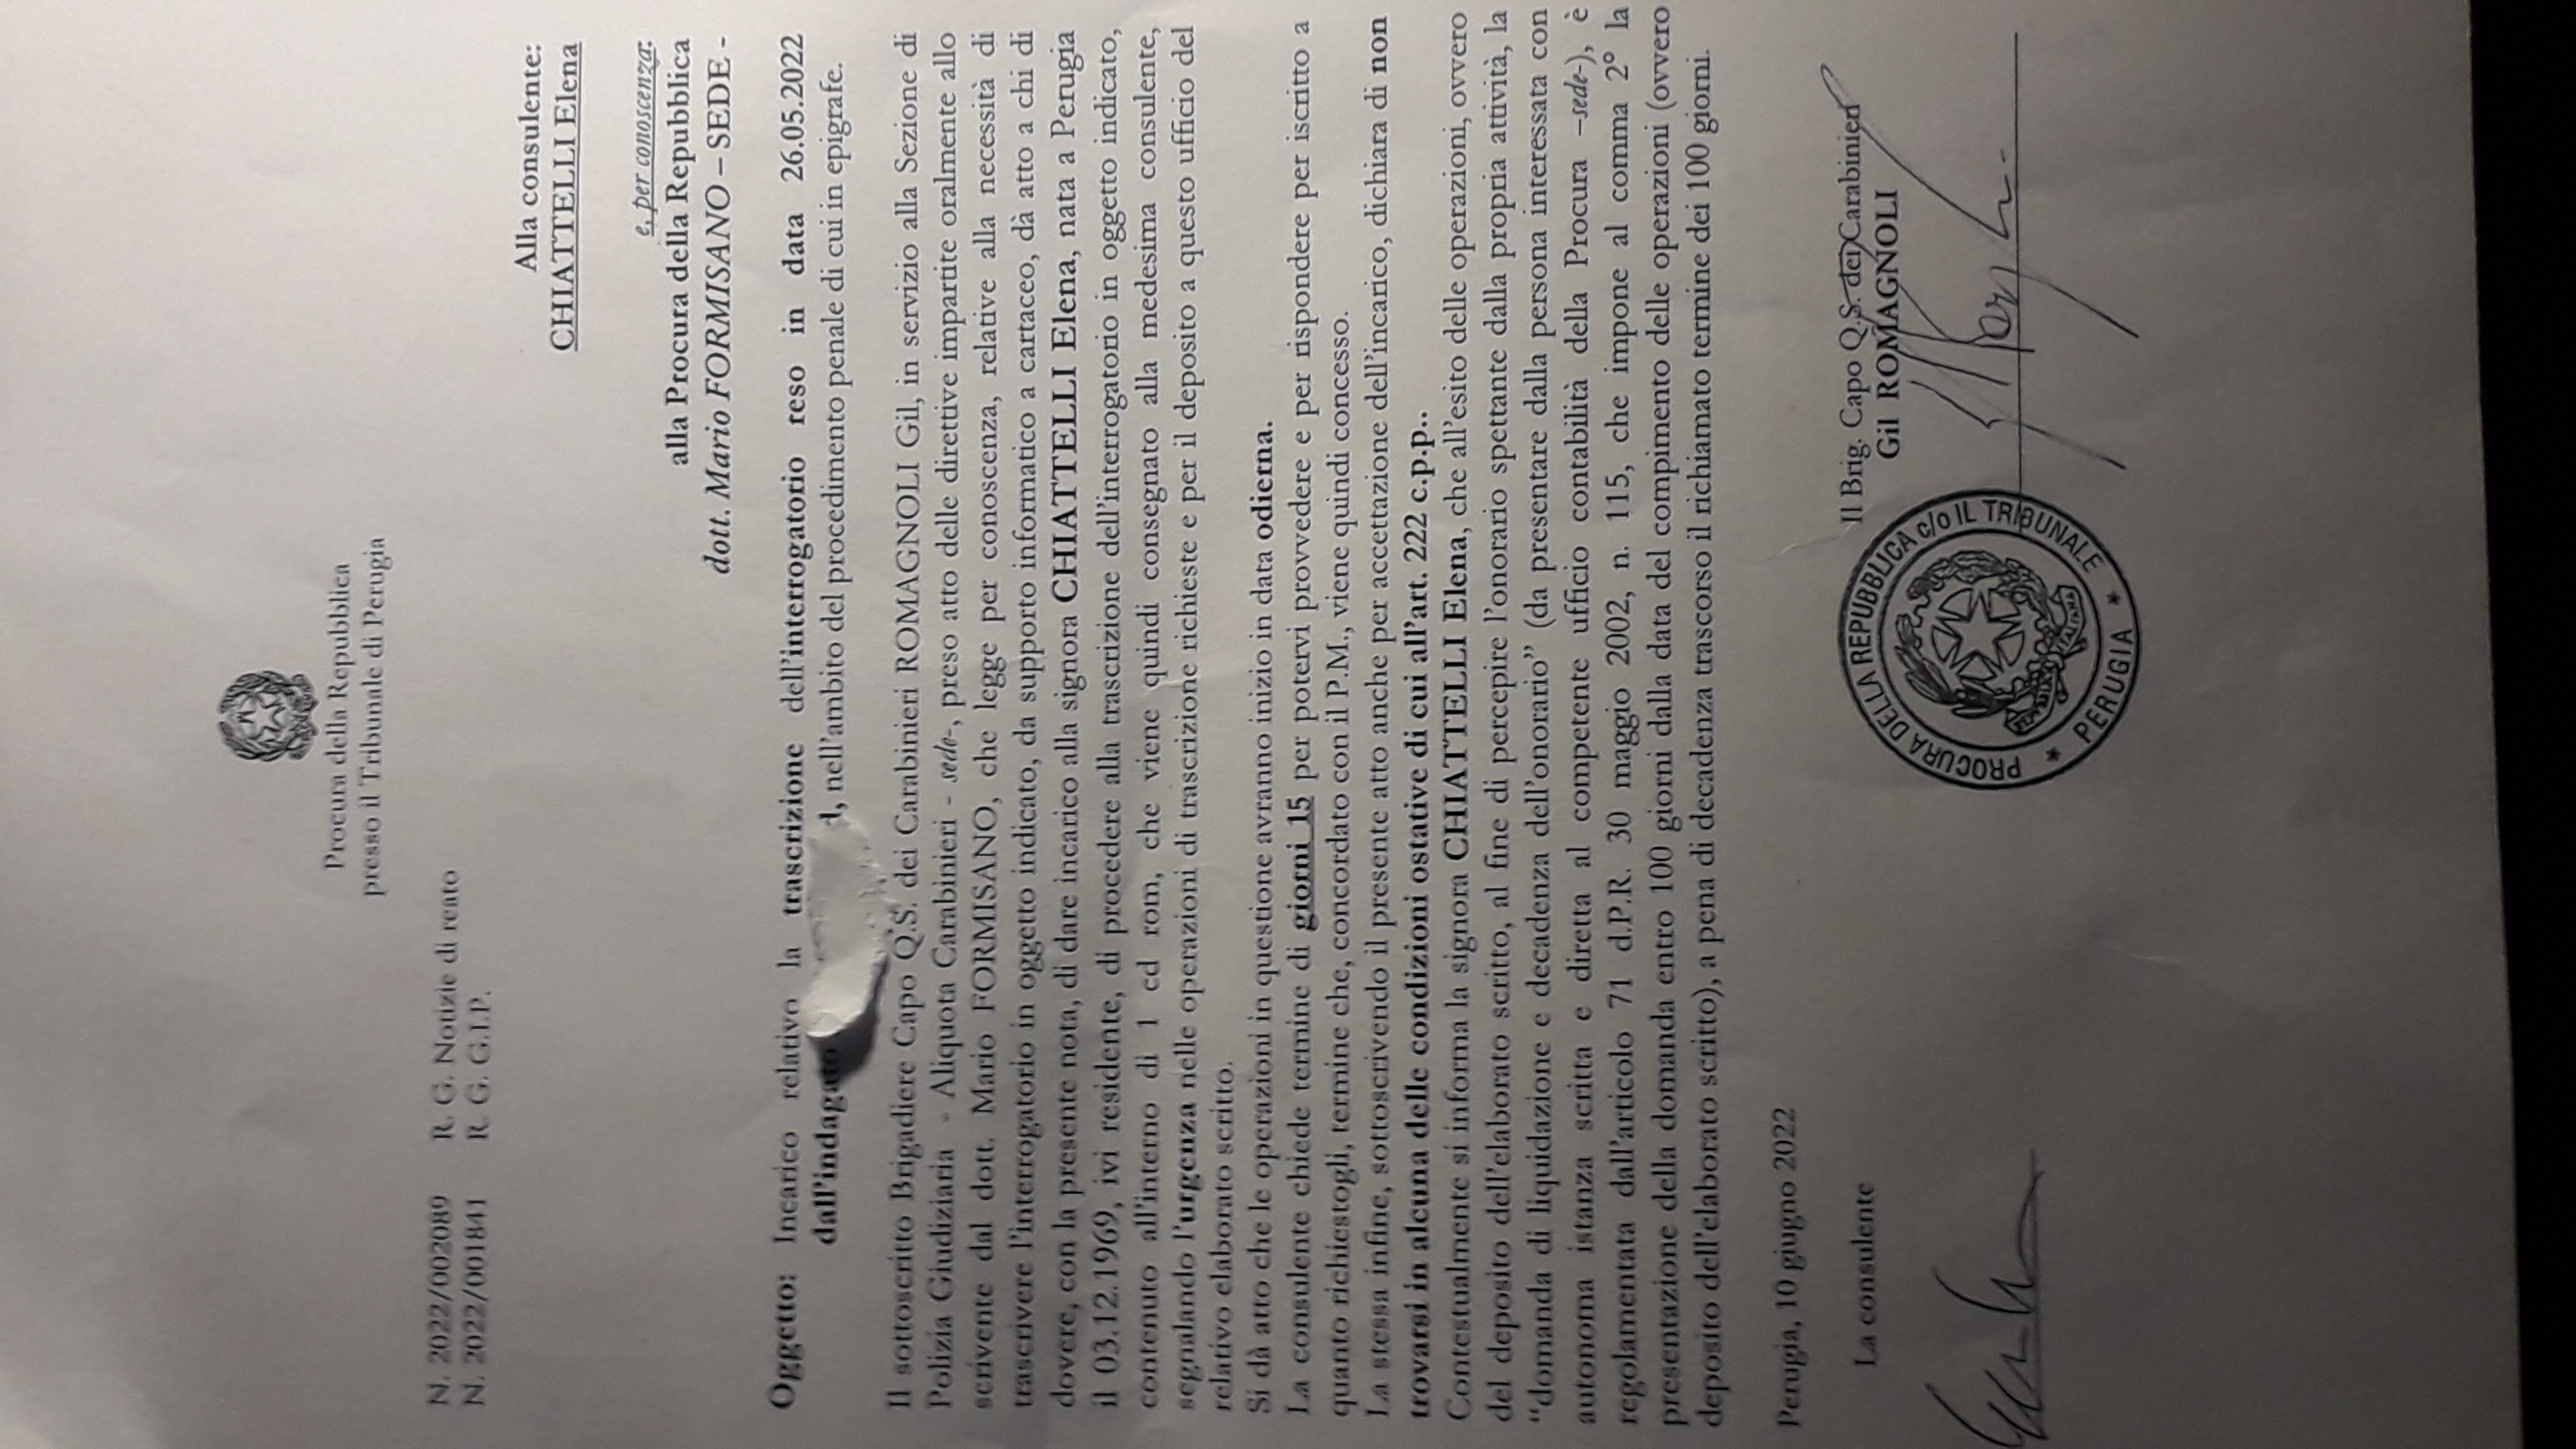 Procura della Repubblica
presso il Tribunale di Perugia
N. 2022/002089 R. G. Notizie di reato
N. 2022/001841 R. G. G.I.P.
Alla consulente:
CHIATTELLI Elena
e, per conoscenza:
alla Procura della Repubblica
dott. Mario FORMISANO – SEDE -
Oggetto: Incarico relativo la trascrizione dell'interrogatorio reso in data 26.05.2022
dall'indagato , nell'ambito del procedimento penale di cui in epigrafe.
Il sottoscritto Brigadiere Capo Q.S. dei Carabinieri ROMAGNOLI Gil, in servizio alla Sezione di
Polizia Giudiziaria - Aliquota Carabinieri - sede-, preso atto delle direttive impartite oralmente allo
scrivente dal dott. Mario FORMISANO, che legge per conoscenza, relative alla necessità di
trascrivere l'interrogatorio in oggetto indicato, da supporto informatico a cartaceo, dà atto a chi di
dovere, con la presente nota, di dare incarico alla signora CHIATTELLI Elena, nata a Perugia
il 03.12.1969, ivi residente, di procedere alla trascrizione dell'interrogatorio in oggetto indicato,
contenuto all'interno di 1 cd rom, che viene quindi consegnato alla medesima consulente,
segnalando l'urgenza nelle operazioni di trascrizione richieste e per il deposito a questo ufficio del
relativo elaborato scritto.
Si dà atto che le operazioni in questione avranno inizio in data odierna.
La consulente chiede termine di giorni 15 per potervi provvedere e per rispondere per iscritto a
quanto richiestogli, termine che, concordato con il P.M., viene quindi concesso.
La stessa infine, sottoscrivendo il presente atto anche per accettazione dell'incarico, dichiara di non
trovarsi in alcuna delle condizioni ostative di cui all'art. 222 c.p.p..
Contestualmente si informa la signora CHIATTELLI Elena, che all'esito delle operazioni, ovvero
del deposito dell'elaborato scritto, al fine di percepire l'onorario spettante dalla propria attività, la
“domanda di liquidazione e decadenza dell'onorario” (da presentare dalla persona interessata con
autonoma istanza scritta e diretta al competente ufficio contabilità della Procura –sede-), è
regolamentata dall'articolo 71 d.P.R. 30 maggio 2002, n. 115, che impone al comma 2° la
presentazione della domanda entro 100 giorni dalla data del compimento delle operazioni (ovvero
deposito dell'elaborato scritto), a pena di decadenza trascorso il richiamato termine dei 100 giorni.
Perugia, 10 giugno 2022
La consulente
Il Brig. Capo Q.S. dei Carabinieri
Gil ROMAGNOLI
PROCURA DELLA REPUBBLICA c/o IL TRIBUNALE
* PERUGIA *